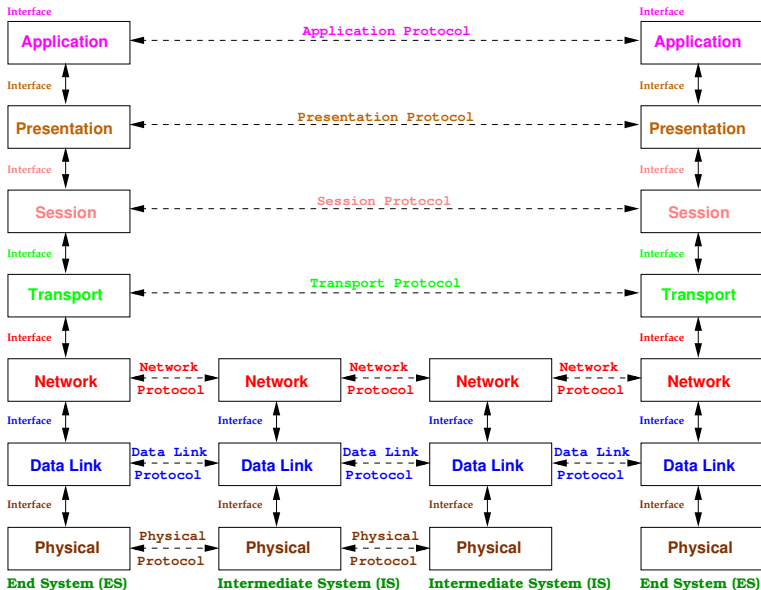 Interface Interface
Application Application Protocol Application
Interface Interface
Presentation Presentation Protocol Presentation
Interface Interface
Session Session Protocol Session
Interface Interface
Transport Transport Protocol Transport
Interface Interface
Network Network Network
Network Network Network Network
Protocol Protocol Protocol
Interface Interface Interface Interface
Data Link Data Link Data Link
Data Link Data Link Data Link Data Link
Protocol Protocol Protocol
Interface Interface Interface Interface
Physical Physical
Physical Physical Physical Physical
Protocol Protocol
End System (ES) Intermediate System (IS) Intermediate System (IS) End System (ES)